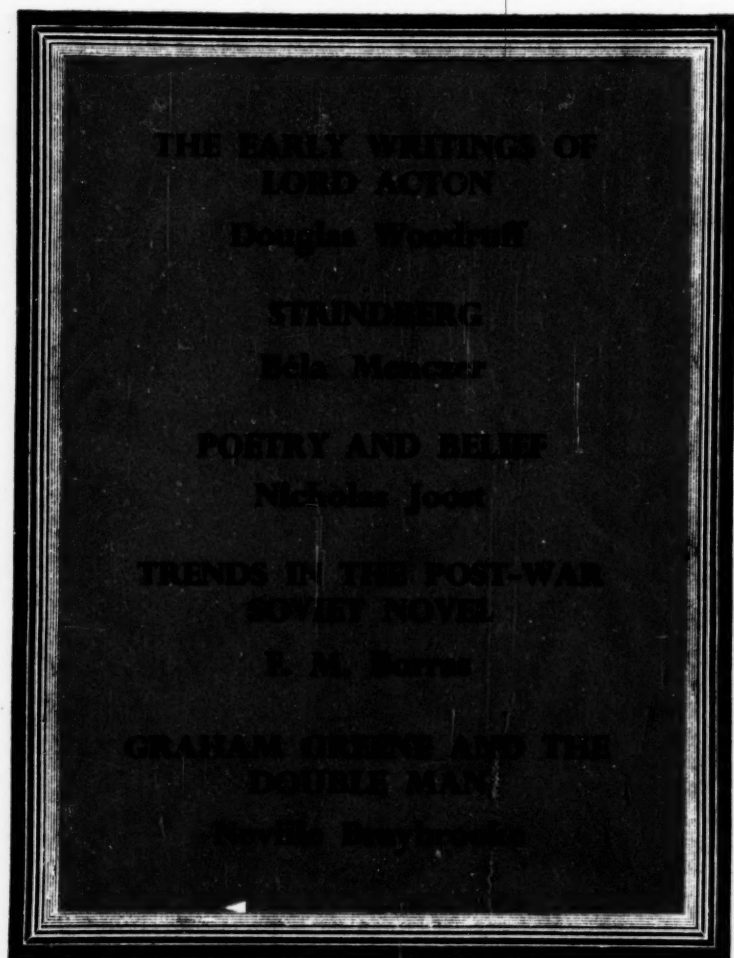 THE EARLY WRITINGS OF
LORD ACTON
Douglas Woodruff
STRINDBERG
Béla Menczer
POETRY AND BELIEF
Nicholas Joost
TRENDS IN THE POST-WAR
SOVIET NOVEL
F. M. Borras
GRAHAM GREENE AND THE
DOUBLE MAN
Neville Braybrooke